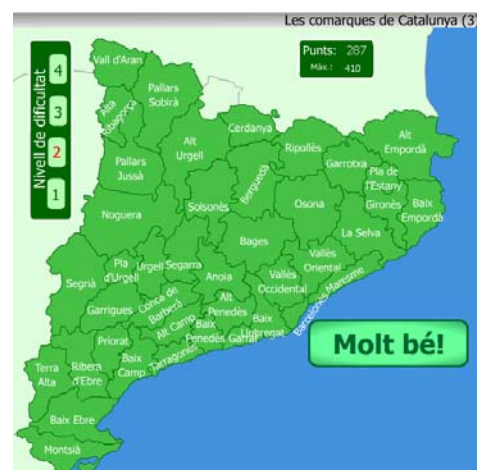 Les comarques de Catalunya (3)
Punts: 287
Màx.: 410
Nivell de dificultat
4
3
2
1
Vall d'Aran
Pallars
Sobirà
Alta
Ribagorça
Cerdanya
Alt
Urgell
Ripollès
Alt
Empordà
Garrotxa
Pla de
l'Estany
Pallars
Jussà
Berguedà
Solsonès
Osona
Gironès
Baix
Empordà
Noguera
La Selva
Bages
Vallès
Oriental
Pla
d'Urgell
Urgell
Segarra
Segrià
Anoia
Vallès
Occidental
Maresme
Barcelonès
Garrigues
Conca de
Barberà
Alt
Penedès
Baix
Llobregat
Alt Camp
Baix
Penedès
Garraf
Molt bé!
Priorat
Tarragonès
Terra
Alta
Ribera
d'Ebre
Baix
Camp
Baix Ebre
Montsià